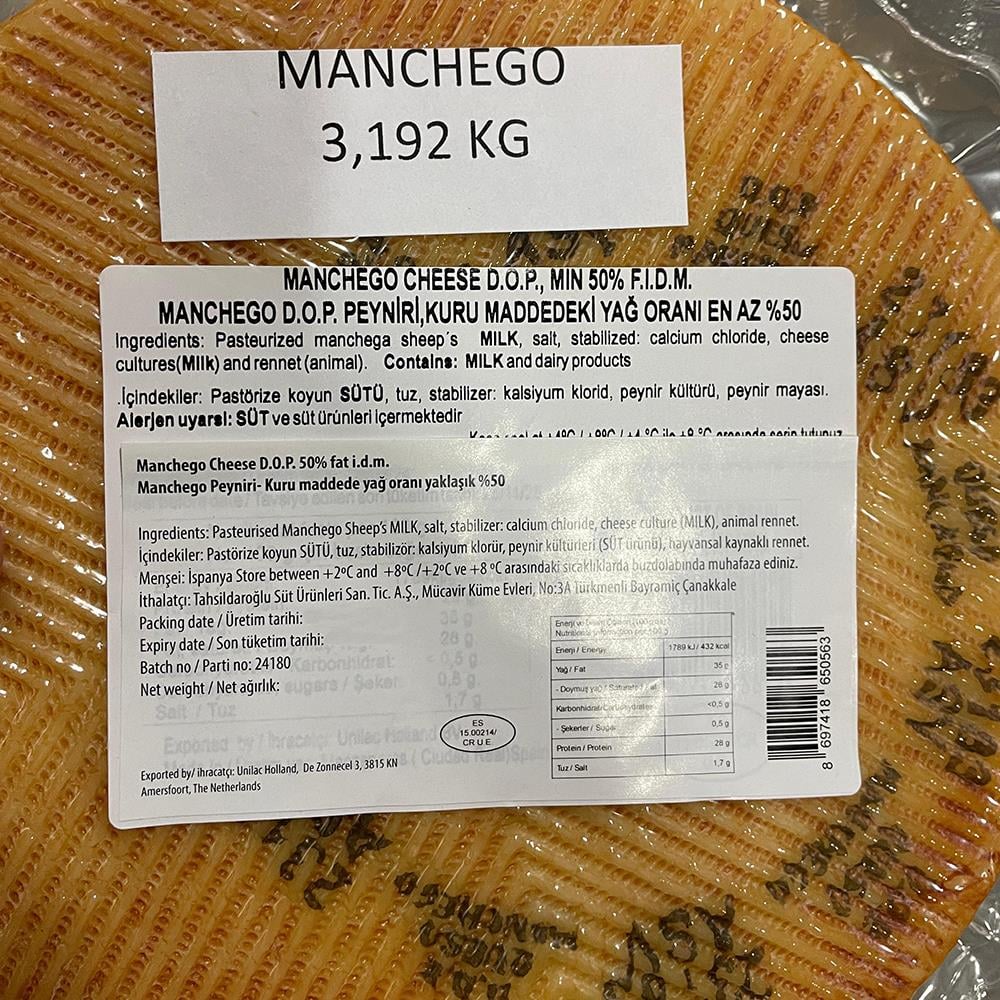 MANCHEGO
3,192 KG
MANCHEGO CHEESE D.O.P., MIN 50% F.I.D.M.
MANCHEGO D.O.P. PEYNİRİ,KURU MADDEDEKİ YAĞ ORANI EN AZ %50
Ingredients: Pasteurized manchega sheep´s MILK, salt, stabilized: calcium chloride, cheese
cultures(MIlk) and rennet (animal). Contains: MILK and dairy products
.İçindekiler: Pastörize koyun SÜTÜ, tuz, stabilizer: kalsiyum klorid, peynir kültürü, peynir mayası.
Alerjen uyarsI: SÜT ve süt ürünleri içermektedir
Manchego Cheese D.O.P. 50% fat i.d.m.
Manchego Peyniri- Kuru maddede yağ oranı yaklaşık %50
Ingredients: Pasteurised Manchego Sheep's MILK, salt, stabilizer: calcium chloride, cheese culture (MILK), animal rennet.
İçindekiler: Pastörize koyun SÜTÜ, tuz, stabilizör: kalsiyum klorür, peynir kültürleri (SÜT ürünü), hayvansal kaynaklı rennet.
Menşei: İspanya Store between +2ºC and +8ºC /+2ºC ve +8 ºC arasındaki sıcaklıklarda buzdolabında muhafaza ediniz.
İthalatçı: Tahsildaroğlu Süt Ürünleri San. Tic. A.Ş., Mücavir Küme Evleri, No:3A Türkmenli Bayramiç Çanakkale
Packing date / Üretim tarihi:
Expiry date / Son tüketim tarihi:
Batch no / Parti no: 24180
Net weight / Net ağırlık:
Salt / Tuz
Enerji / Energy 1789 kJ/ 432 kcal
Yağ / Fat 35 g
- Doymuş yağ / Saturated fat 26 g
Karbonhidrat/Carbohydrates <0,5 g
- Şekerler / Sugar 0,5 g
Protein / Protein 28 g
Tuz / Salt 1,7 g
ES
15.00214/
CR U E
8 697418 650563
Exported by/ ihracatçı: Unilac Holland, De Zonnecel 3, 3815 KN
Amersfoort, The Netherlands